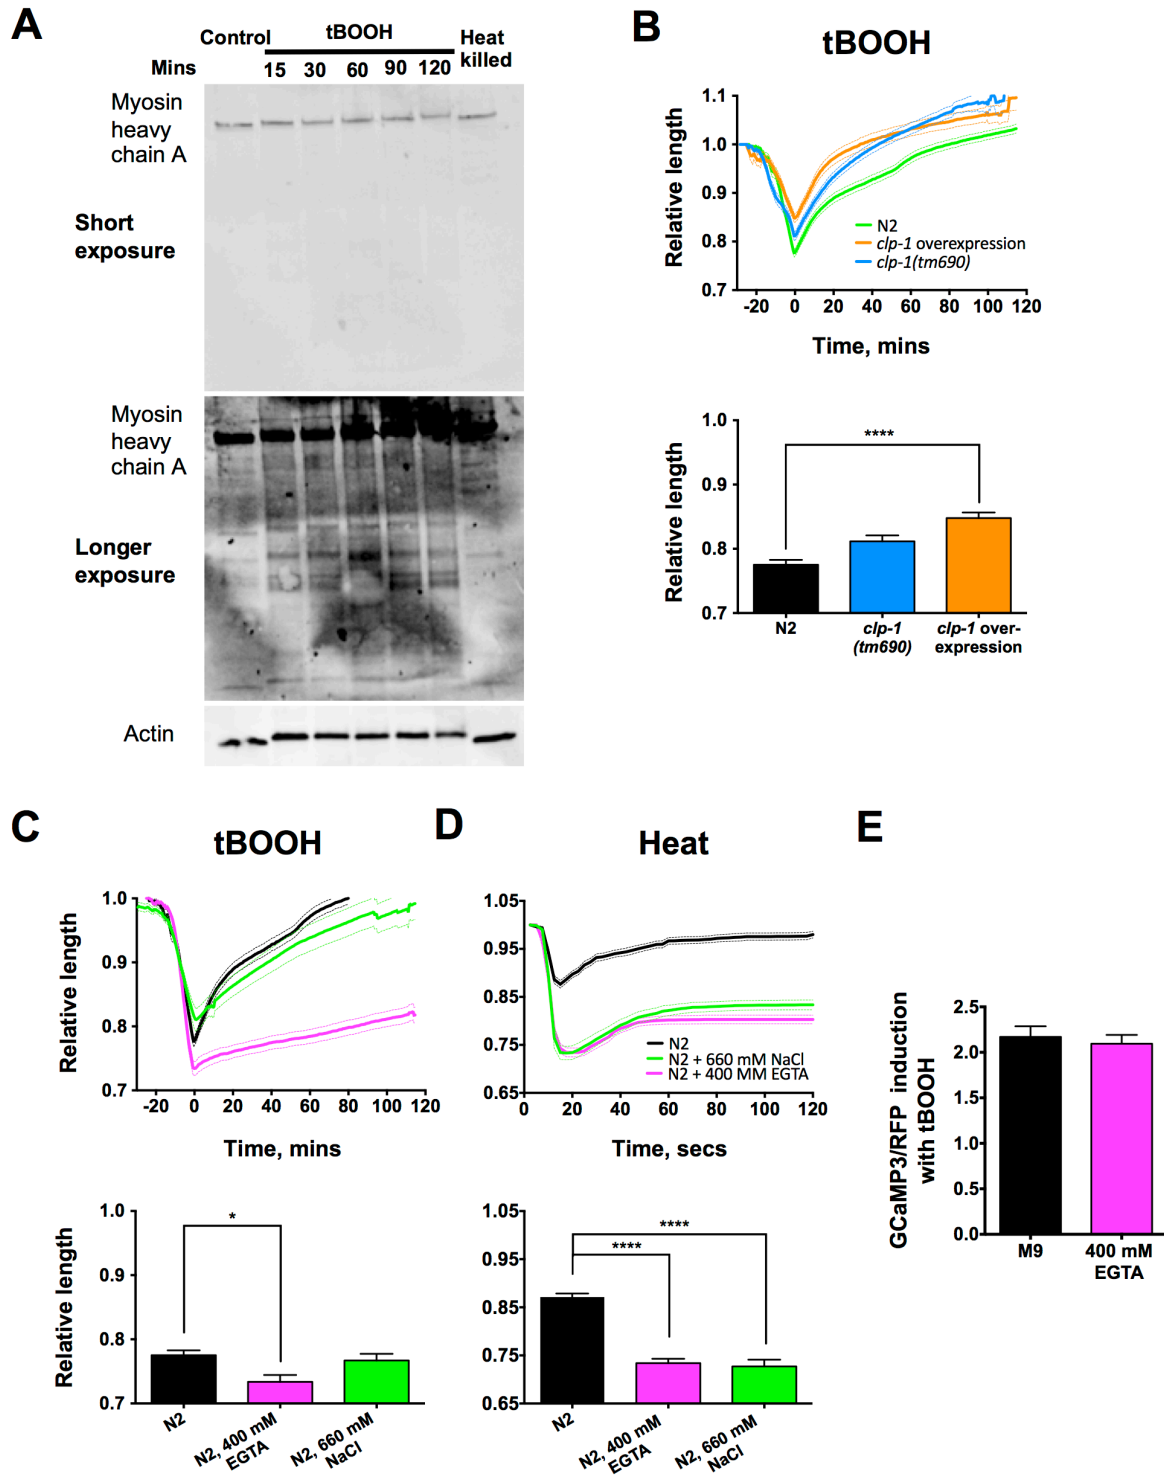 A
Control
tBOOH
Heat
killed
Mins
15 30 60 90 120
Myosin
heavy
chain A
Short
exposure
Myosin
heavy
chain A
Longer
exposure
Actin
B
tBOOH
Relative length
1.1
1.0
0.9
0.8
0.7
N2
clp-1 overexpression
clp-1(tm690)
-20 0 20 40 60 80 100 120
Time, mins
Relative length
1.0
0.9
0.8
0.7
****
N2
clp-1
(tm690)
clp-1 over-
expression
C
tBOOH
Relative length
1.0
0.9
0.8
0.7
-20 0 20 40 60 80 100 120
Time, mins
Relative length
1.0
0.9
0.8
0.7
*
N2
N2, 400 mM
EGTA
N2, 660 mM
NaCl
D
Heat
1.05
0.95
0.85
0.75
0.65
N2
N2 + 660 mM NaCl
N2 + 400 MM EGTA
0 20 40 60 80 100 120
Time, secs
1.05
0.95
0.85
0.75
0.65
****
****
N2
N2, 400 mM
EGTA
N2, 660 mM
NaCl
E
GCaMP3/RFP induction
with tBOOH
2.5
2.0
1.5
1.0
0.5
0.0
M9
400 mM
EGTA